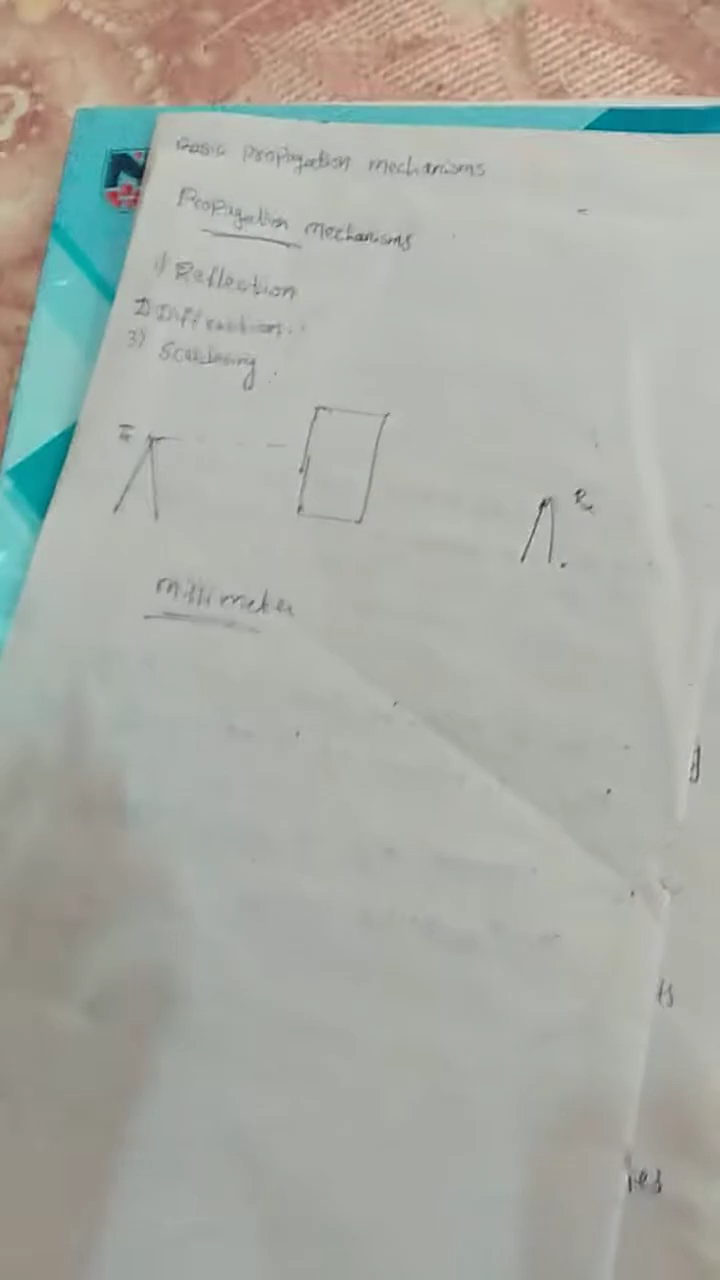 Basic propagation mechanisms
Propagation mechanisms
1) Reflection
2) Diffraction.
3) Scattering.
T
R
millimeter